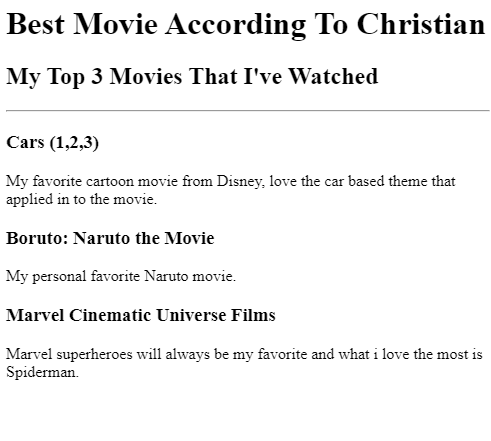 Best Movie According To Christian
My Top 3 Movies That I've Watched
Cars (1,2,3)
My favorite cartoon movie from Disney, love the car based theme that
applied in to the movie.
Boruto: Naruto the Movie
My personal favorite Naruto movie.
Marvel Cinematic Universe Films
Marvel superheroes will always be my favorite and what i love the most is
Spiderman.